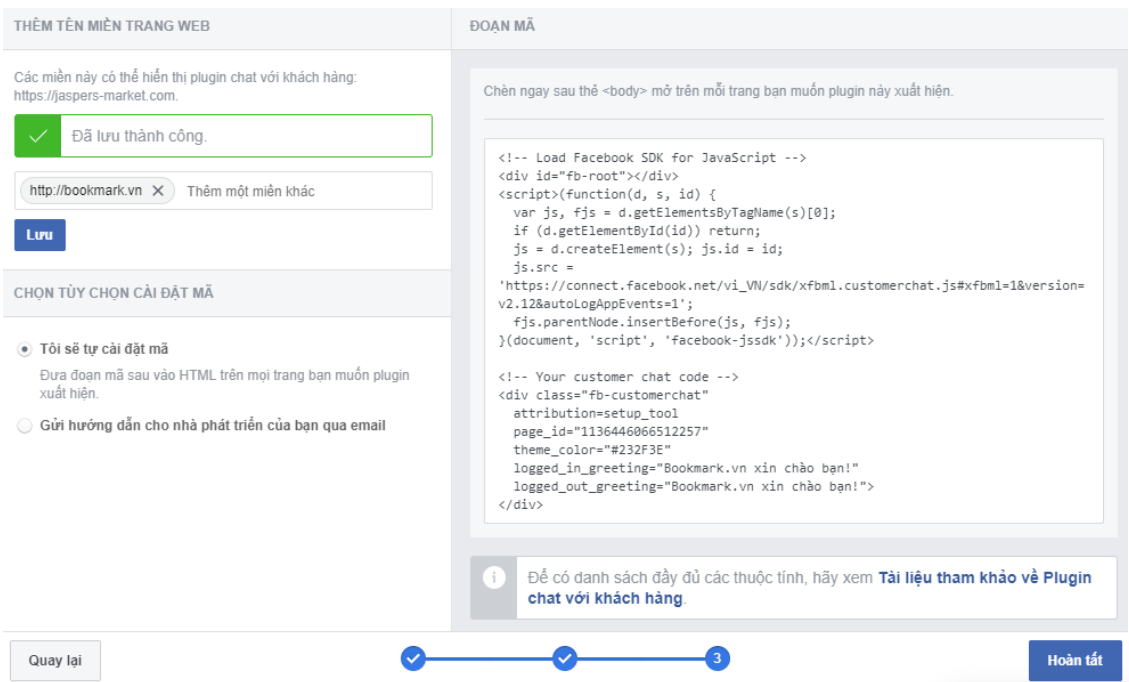 THÊM TÊN MIỀN TRANG WEB
Các miền này có thể hiển thị plugin chat với khách hàng:
https://jaspers-market.com.
Đã lưu thành công.
http://bookmark.vn ✕ Thêm một miền khác
Lưu
CHỌN TÙY CHỌN CÀI ĐẶT MÃ
Tôi sẽ tự cài đặt mã
Đưa đoạn mã sau vào HTML trên mọi trang bạn muốn plugin
xuất hiện.
Gửi hướng dẫn cho nhà phát triển của bạn qua email
ĐOẠN MÃ
Chèn ngay sau thẻ <body> mở trên mỗi trang bạn muốn plugin này xuất hiện.
<!-- Load Facebook SDK for JavaScript -->
<div id="fb-root"></div>
<script>(function(d, s, id) {
  var js, fjs = d.getElementsByTagName(s)[0];
  if (d.getElementById(id)) return;
  js = d.createElement(s); js.id = id;
  js.src =
'https://connect.facebook.net/vi_VN/sdk/xfbml.customerchat.js#xfbml=1&version=
v2.12&autoLogAppEvents=1';
  fjs.parentNode.insertBefore(js, fjs);
}(document, 'script', 'facebook-jssdk'));</script>
<!-- Your customer chat code -->
<div class="fb-customerchat"
  attribution=setup_tool
  page_id="1136446066512257"
  theme_color="#232F3E"
  logged_in_greeting="Bookmark.vn xin chào bạn!"
  logged_out_greeting="Bookmark.vn xin chào bạn!">
</div>
Để có danh sách đầy đủ các thuộc tính, hãy xem Tài liệu tham khảo về Plugin
chat với khách hàng.
Quay lại
3
Hoàn tất